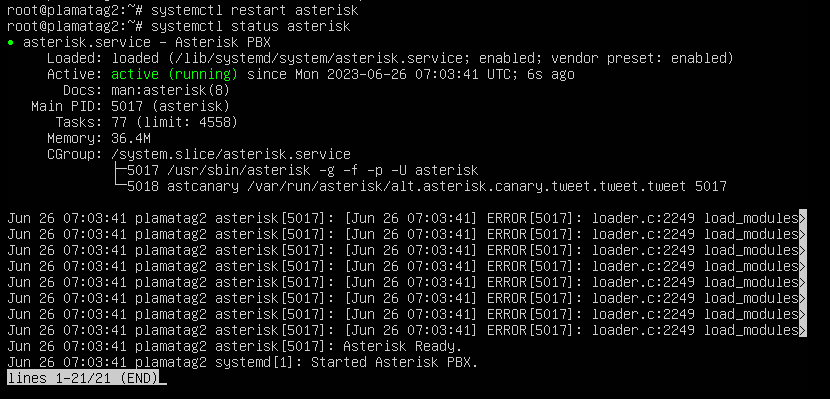 root@plamatag2:~# systemctl restart asterisk
root@plamatag2:~# systemctl status asterisk
● asterisk.service - Asterisk PBX
     Loaded: loaded (/lib/systemd/system/asterisk.service; enabled; vendor preset: enabled)
     Active: active (running) since Mon 2023-06-26 07:03:41 UTC; 6s ago
       Docs: man:asterisk(8)
   Main PID: 5017 (asterisk)
      Tasks: 77 (limit: 4558)
     Memory: 36.4M
     CGroup: /system.slice/asterisk.service
             ├─5017 /usr/sbin/asterisk -g -f -p -U asterisk
             └─5018 astcanary /var/run/asterisk/alt.asterisk.canary.tweet.tweet.tweet 5017
Jun 26 07:03:41 plamatag2 asterisk[5017]: [Jun 26 07:03:41] ERROR[5017]: loader.c:2249 load_modules>
Jun 26 07:03:41 plamatag2 asterisk[5017]: [Jun 26 07:03:41] ERROR[5017]: loader.c:2249 load_modules>
Jun 26 07:03:41 plamatag2 asterisk[5017]: [Jun 26 07:03:41] ERROR[5017]: loader.c:2249 load_modules>
Jun 26 07:03:41 plamatag2 asterisk[5017]: [Jun 26 07:03:41] ERROR[5017]: loader.c:2249 load_modules>
Jun 26 07:03:41 plamatag2 asterisk[5017]: [Jun 26 07:03:41] ERROR[5017]: loader.c:2249 load_modules>
Jun 26 07:03:41 plamatag2 asterisk[5017]: [Jun 26 07:03:41] ERROR[5017]: loader.c:2249 load_modules>
Jun 26 07:03:41 plamatag2 asterisk[5017]: [Jun 26 07:03:41] ERROR[5017]: loader.c:2249 load_modules>
Jun 26 07:03:41 plamatag2 asterisk[5017]: [Jun 26 07:03:41] ERROR[5017]: loader.c:2249 load_modules>
Jun 26 07:03:41 plamatag2 asterisk[5017]: Asterisk Ready.
Jun 26 07:03:41 plamatag2 systemd[1]: Started Asterisk PBX.
lines 1-21/21 (END)